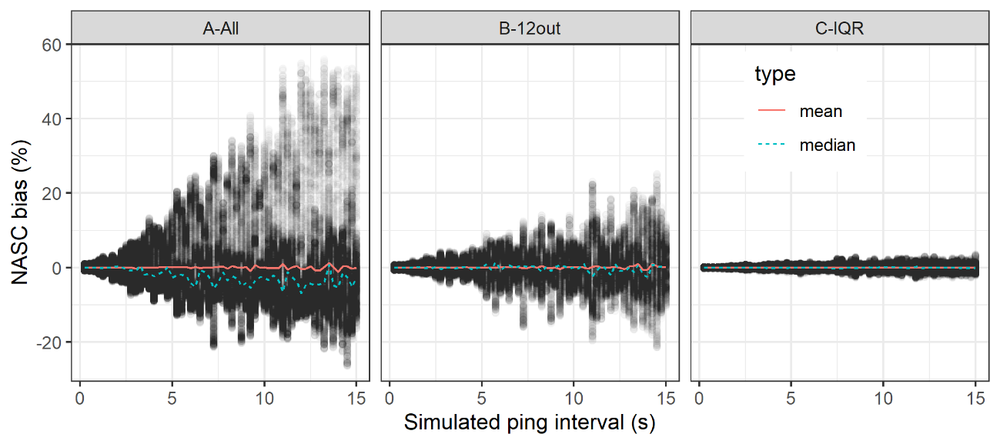 A-All
B-12out
C-IQR
NASC bias (%)
60
40
20
0
-20
type
mean
median
0 5 10 15
0 5 10 15
0 5 10 15
Simulated ping interval (s)